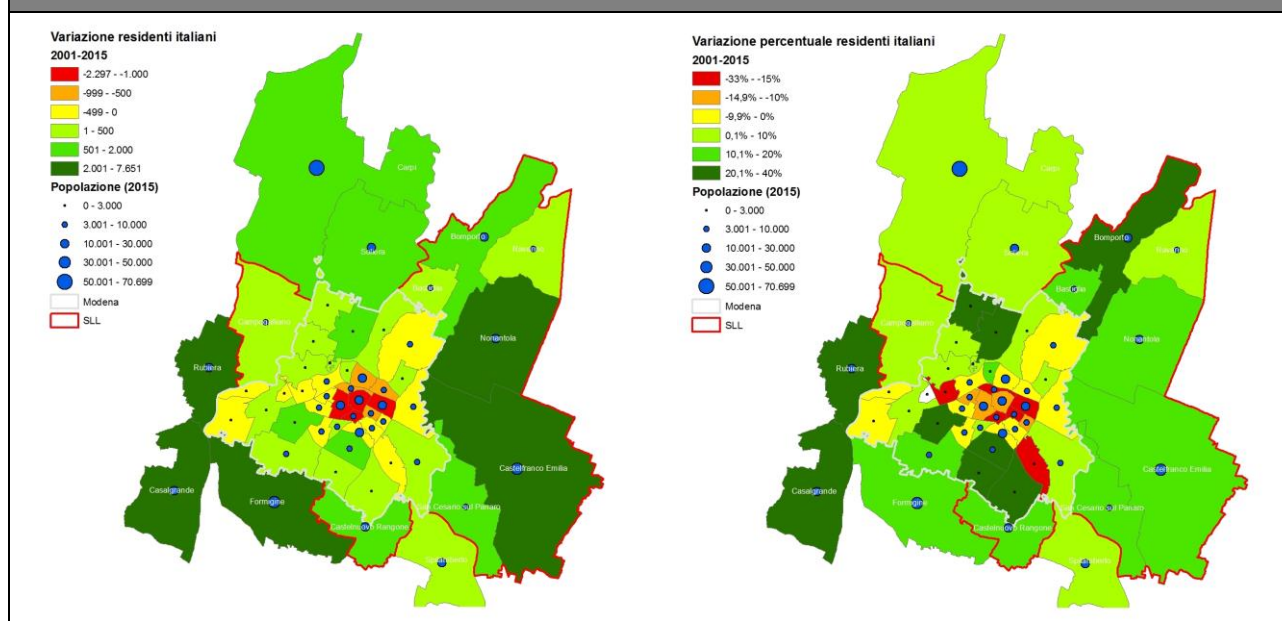 Variazione residenti italiani
2001-2015
-2.297 - -1.000
-999 - -500
-499 - 0
1 - 500
501 - 2.000
2.001 - 7.651
Popolazione (2015)
0 - 3.000
3.001 - 10.000
10.001 - 30.000
30.001 - 50.000
50.001 - 70.699
Modena
SLL
Carpi
Soliera
Bomporto
Ravarino
Bastiglia
Campogalliano
Nonantola
Rubiera
Castelfranco Emilia
Casalgrande
Formigine
San Cesario sul Panaro
Castelnuovo Rangone
Spilamberto
Variazione percentuale residenti italiani
2001-2015
-33% - -15%
-14,9% - -10%
-9,9% - 0%
0,1% - 10%
10,1% - 20%
20,1% - 40%
Popolazione (2015)
0 - 3.000
3.001 - 10.000
10.001 - 30.000
30.001 - 50.000
50.001 - 70.699
Modena
SLL
Carpi
Soliera
Bomporto
Ravarino
Bastiglia
Campogalliano
Nonantola
Rubiera
Castelfranco Emilia
Casalgrande
Formigine
San Cesario sul Panaro
Castelnuovo Rangone
Spilamberto